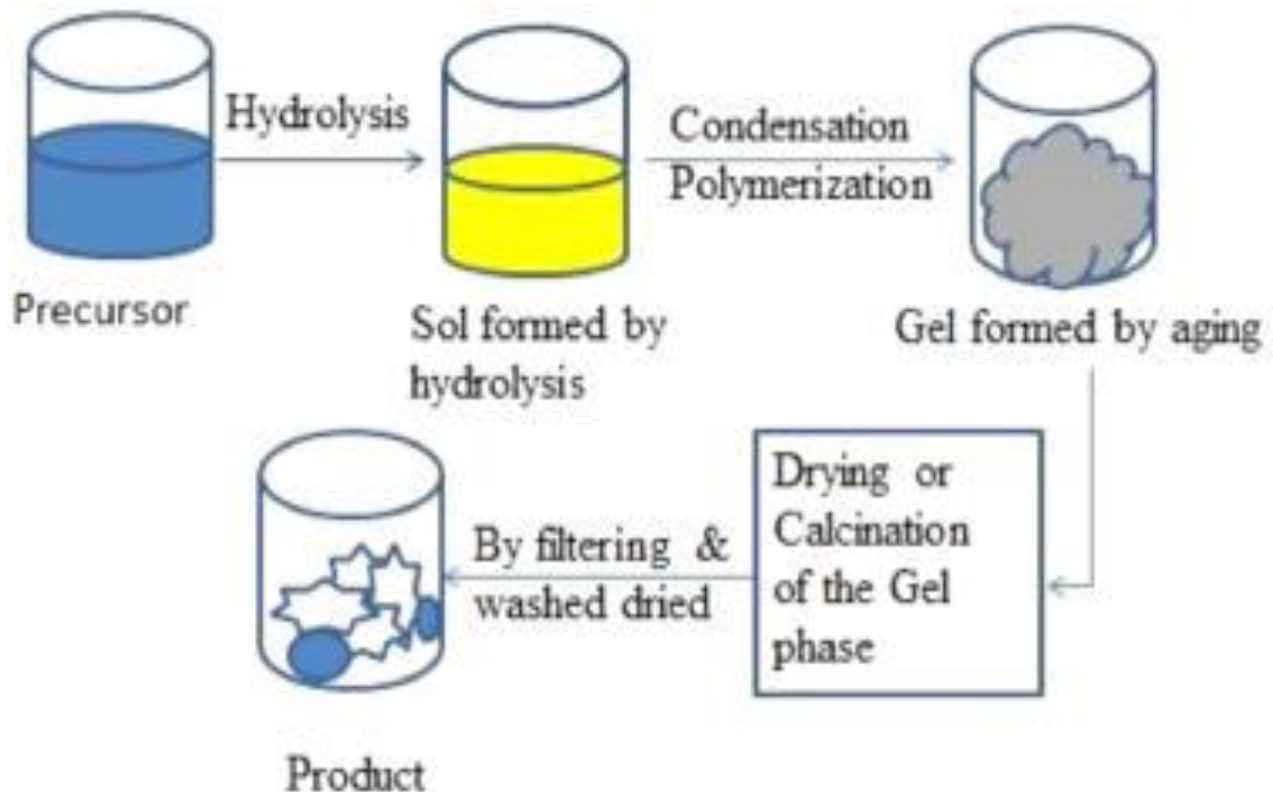 Hydrolysis
Condensation
Polymerization
Precursor
Sol formed by
hydrolysis
Gel formed by aging
Drying or
Calcination
of the Gel
phase
By filtering &
washed dried
Product